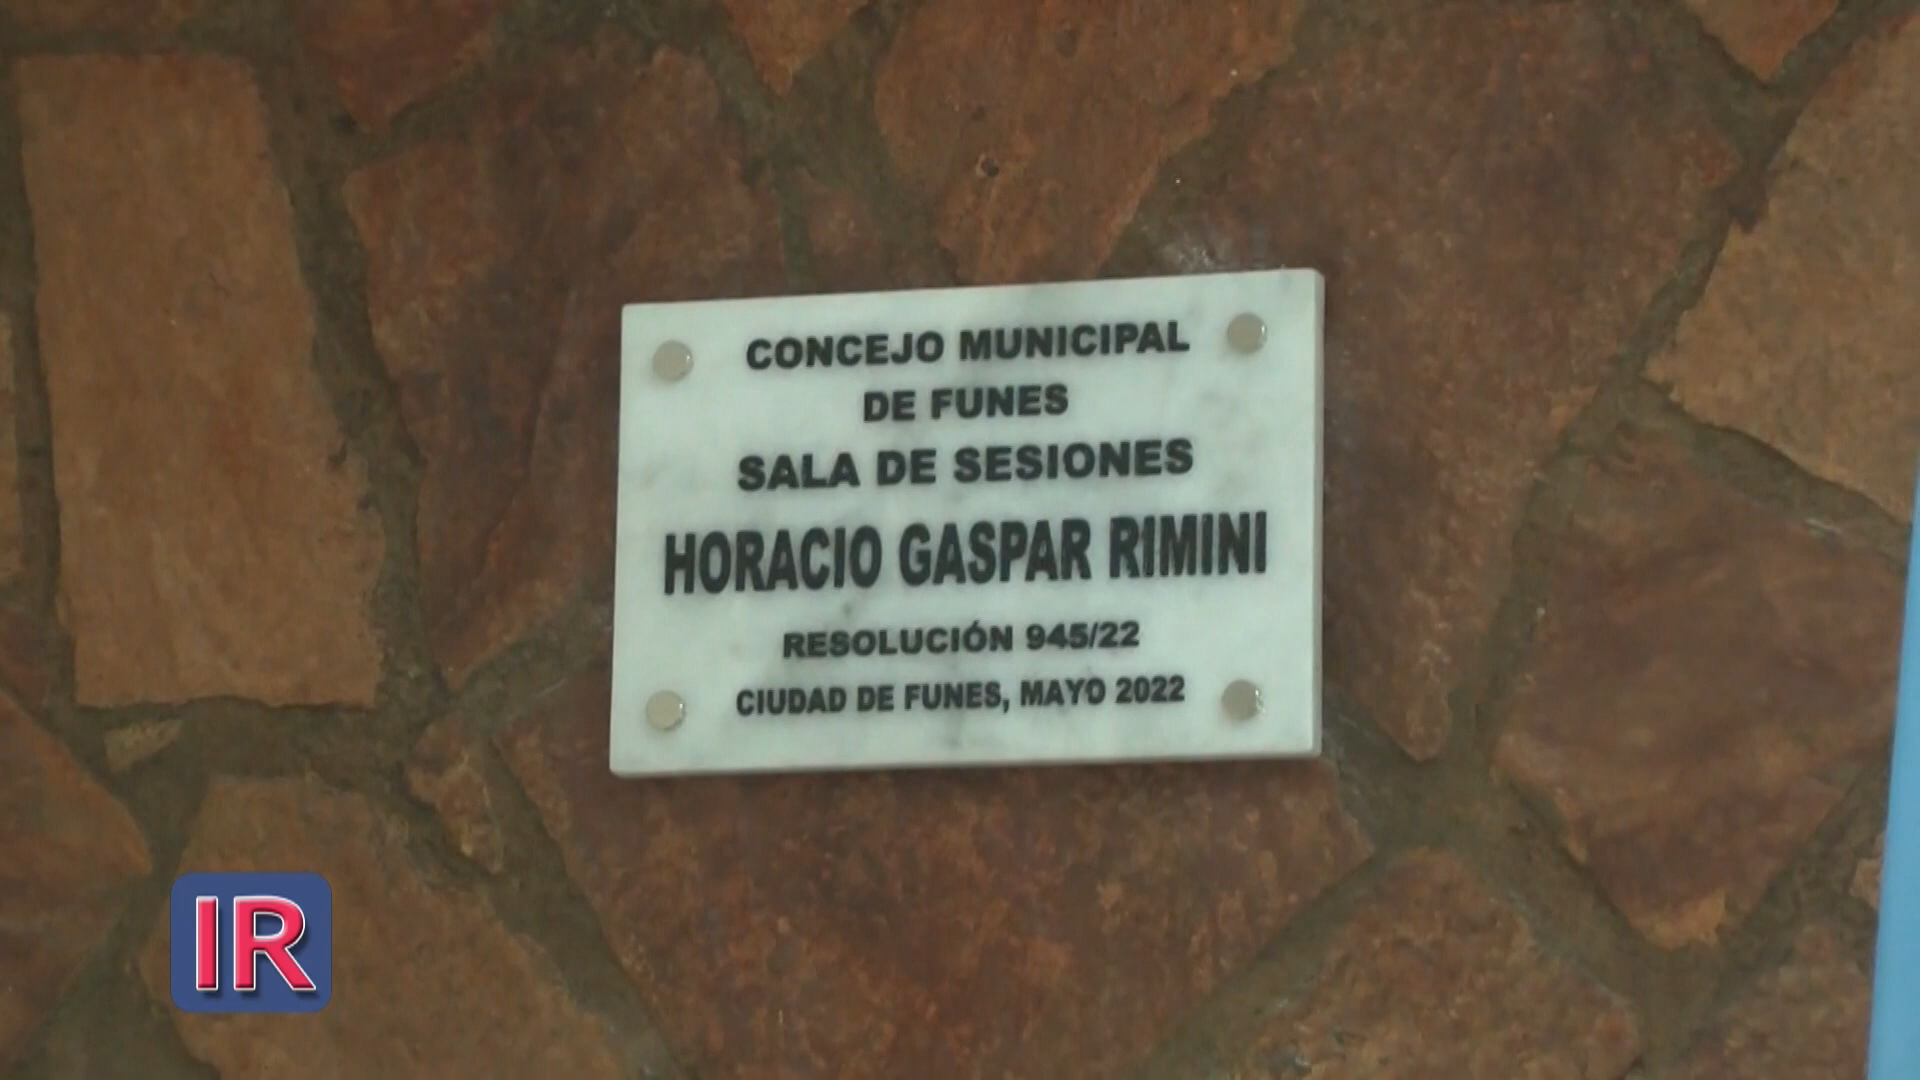 CONCEJO MUNICIPAL
DE FUNES
SALA DE SESIONES
HORACIO GASPAR RIMINI
RESOLUCIÓN 945/22
CIUDAD DE FUNES, MAYO 2022
IR